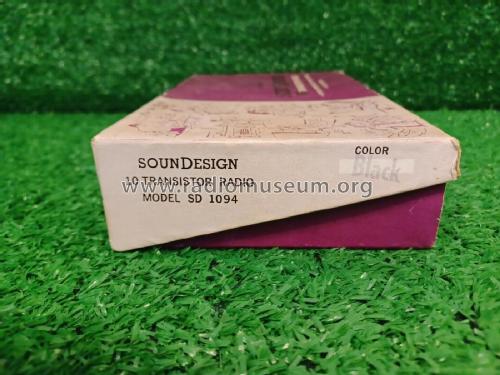 SOUNDESIGN
10 TRANSISTOR RADIO
MODEL SD 1094
COLOR
Black
www.radiomuseum.org